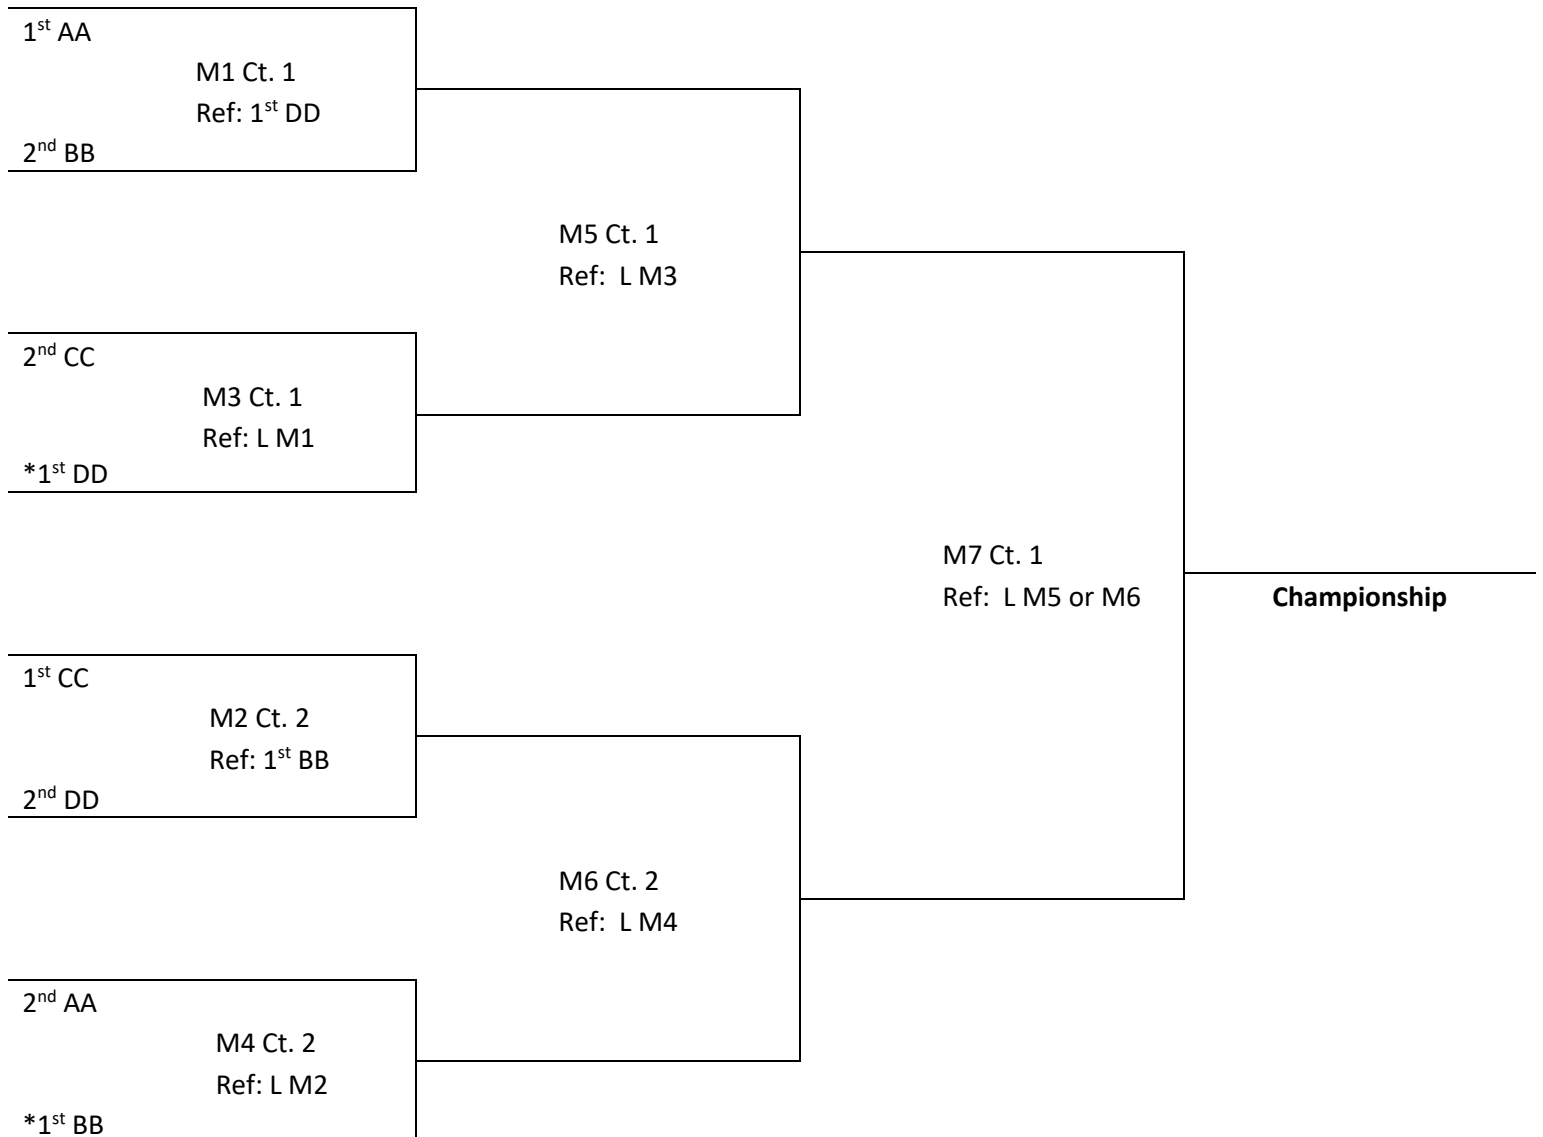 1st AA
M1 Ct. 1
Ref: 1st DD
2nd BB
M5 Ct. 1
Ref:  L M3
2nd CC
M3 Ct. 1
Ref: L M1
*1st DD
M7 Ct. 1
Ref:  L M5 or M6
Championship
1st CC
M2 Ct. 2
Ref: 1st BB
2nd DD
M6 Ct. 2
Ref:  L M4
2nd AA
M4 Ct. 2
Ref: L M2
*1st BB